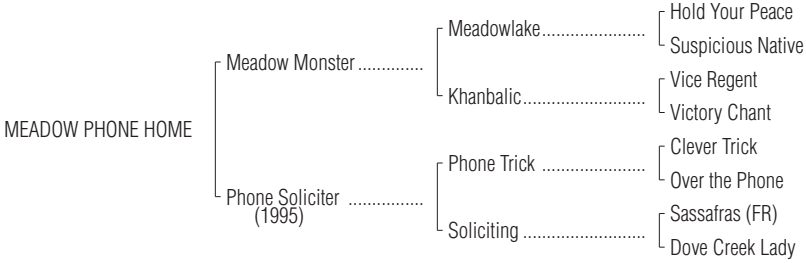 Hold Your Peace
Meadowlake......................
Suspicious Native
Meadow Monster..............
Vice Regent
Khanbalic.......................
Victory Chant
MEADOW PHONE HOME
Clever Trick
Phone Trick ....................
Over the Phone
Phone Soliciter ................
(1995)
Sassafras (FR)
Soliciting .......................
Dove Creek Lady